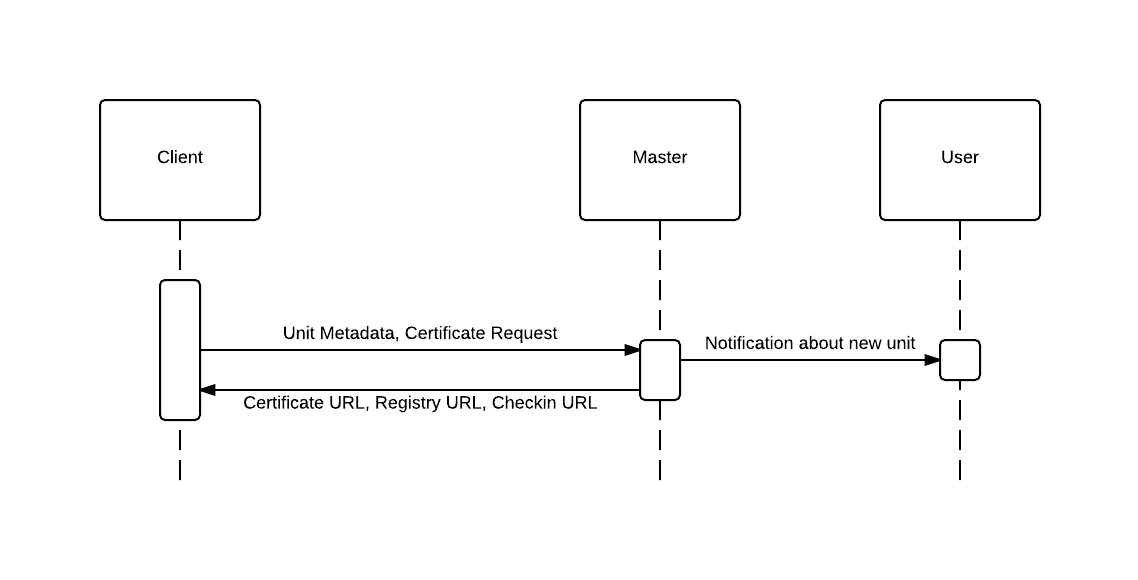 Client
Master
User
Unit Metadata, Certificate Request
Notification about new unit
Certificate URL, Registry URL, Checkin URL